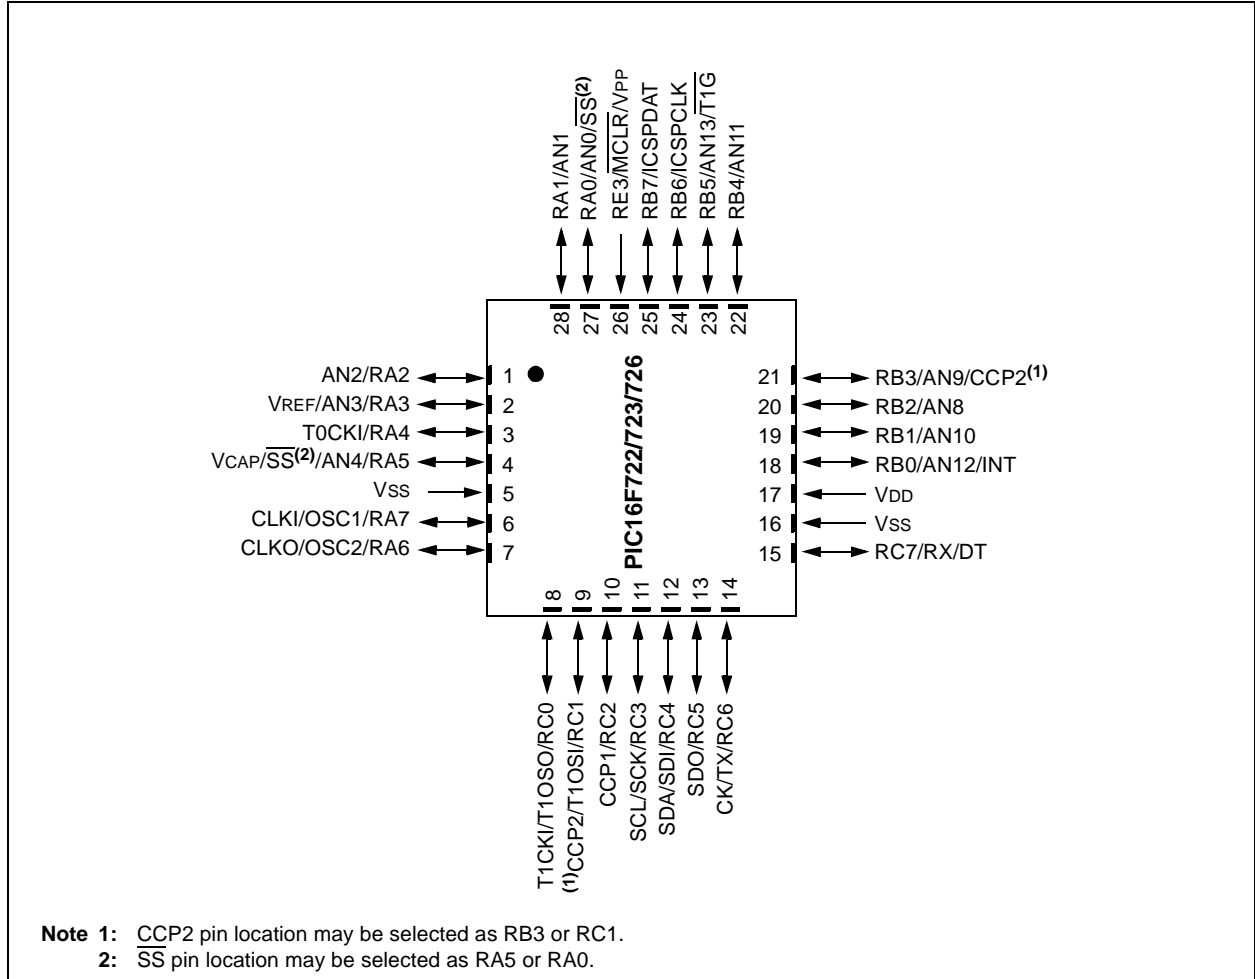 RA1/AN1
RA0/AN0/SS(2)
RE3/MCLR/VPP
RB7/ICSPDAT
RB6/ICSPCLK
RB5/AN13/T1G
RB4/AN11
28
27
26
25
24
23
22
AN2/RA2
VREF/AN3/RA3
T0CKI/RA4
VCAP/SS(2)/AN4/RA5
VSS
CLKI/OSC1/RA7
CLKO/OSC2/RA6
1
2
3
4
5
6
7
PIC16F722/723/726
21
20
19
18
17
16
15
RB3/AN9/CCP2(1)
RB2/AN8
RB1/AN10
RB0/AN12/INT
VDD
VSS
RC7/RX/DT
8
9
10
11
12
13
14
T1CKI/T1OSO/RC0
(1)CCP2/T1OSI/RC1
CCP1/RC2
SCL/SCK/RC3
SDA/SDI/RC4
SDO/RC5
CK/TX/RC6
Note 1: CCP2 pin location may be selected as RB3 or RC1.
2: SS pin location may be selected as RA5 or RA0.